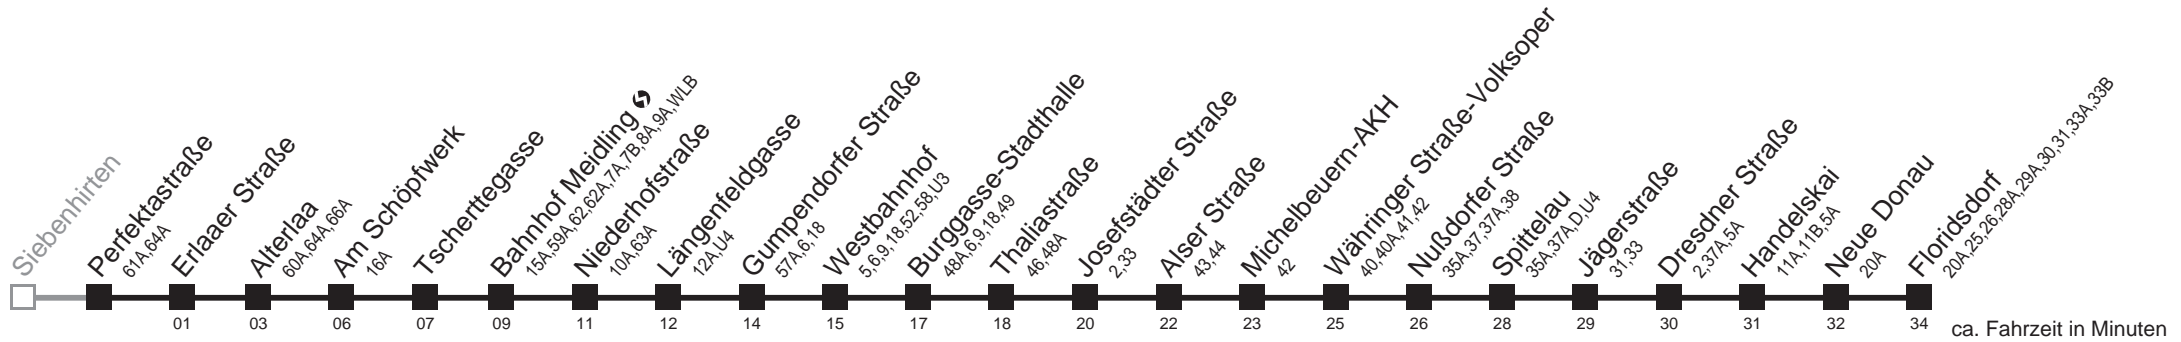 Siebenhirten
Perfektastraße
61A,64A
Erlaaer Straße
Alterlaa
60A,64A,66A
Am Schöpfwerk
16A
Tscherttegasse
Bahnhof Meidling
15A,59A,62,62A,7A,7B,8A,9A,WLB
Niederhofstraße
10A,63A
Längenfeldgasse
12A,U4
Gumpendorfer Straße
57A,6,18
Westbahnhof
5,6,9,18,52,58,U3
Burggasse-Stadthalle
48A,6,9,18,49
Thaliastraße
46,48A
Josefstädter Straße
2,33
Alser Straße
43,44
Michelbeuern-AKH
42
Währinger Straße-Volksoper
40,40A,41,42
Nußdorfer Straße
35A,37,37A,38
Spittelau
35A,37A,D,U4
Jägerstraße
31,33
Dresdner Straße
2,37A,5A
Handelskai
11A,11B,5A
Neue Donau
20A
Floridsdorf
20A,25,26,28A,29A,30,31,33A,33B
01 03 06 07 09 11 12 14 15 17 18 20 22 23 25 26 28 29 30 31 32 34 ca. Fahrzeit in Minuten